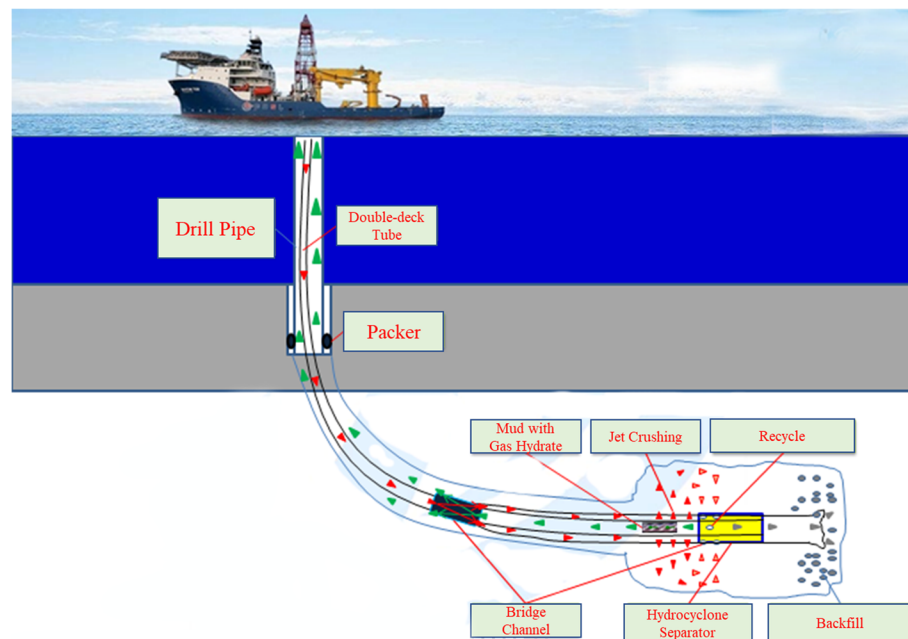 Drill Pipe
Double-deck
Tube
Packer
Mud with
Gas Hydrate
Jet Crushing
Recycle
Bridge
Channel
Hydrocyclone
Separator
Backfill